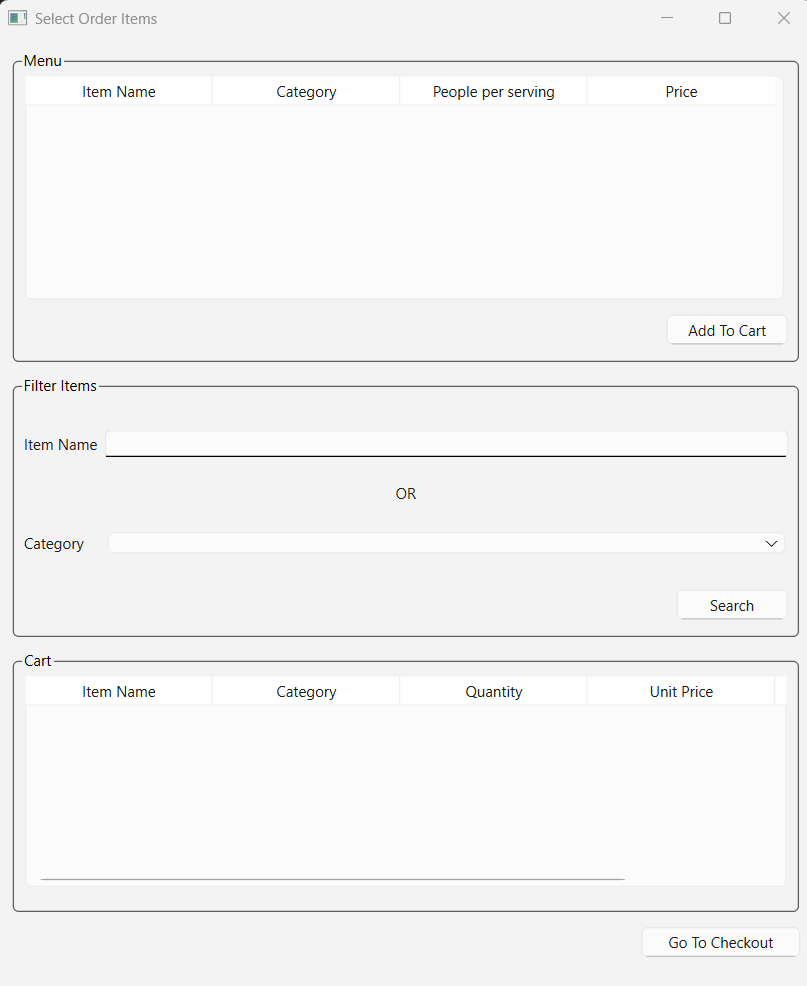 Select Order Items
Menu
Item Name Category People per serving Price
Add To Cart
Filter Items
Item Name
OR
Category
Search
Cart
Item Name Category Quantity Unit Price
Go To Checkout